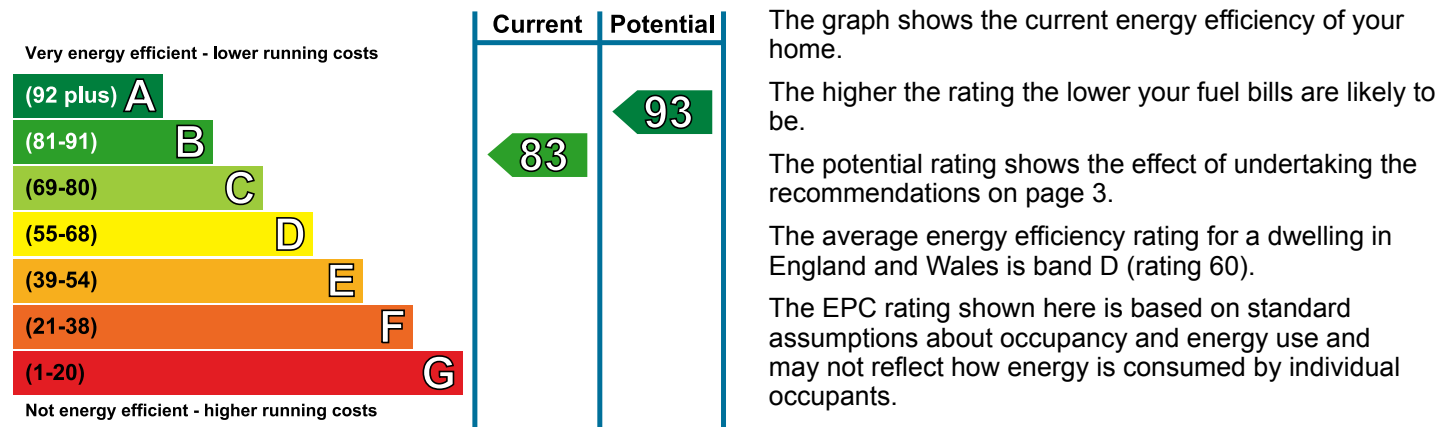 Current Potential
Very energy efficient - lower running costs
(92 plus) A
93
(81-91) B
83
(69-80) C
(55-68) D
(39-54) E
(21-38) F
(1-20) G
Not energy efficient - higher running costs
The graph shows the current energy efficiency of your
home.
The higher the rating the lower your fuel bills are likely to
be.
The potential rating shows the effect of undertaking the
recommendations on page 3.
The average energy efficiency rating for a dwelling in
England and Wales is band D (rating 60).
The EPC rating shown here is based on standard
assumptions about occupancy and energy use and
may not reflect how energy is consumed by individual
occupants.